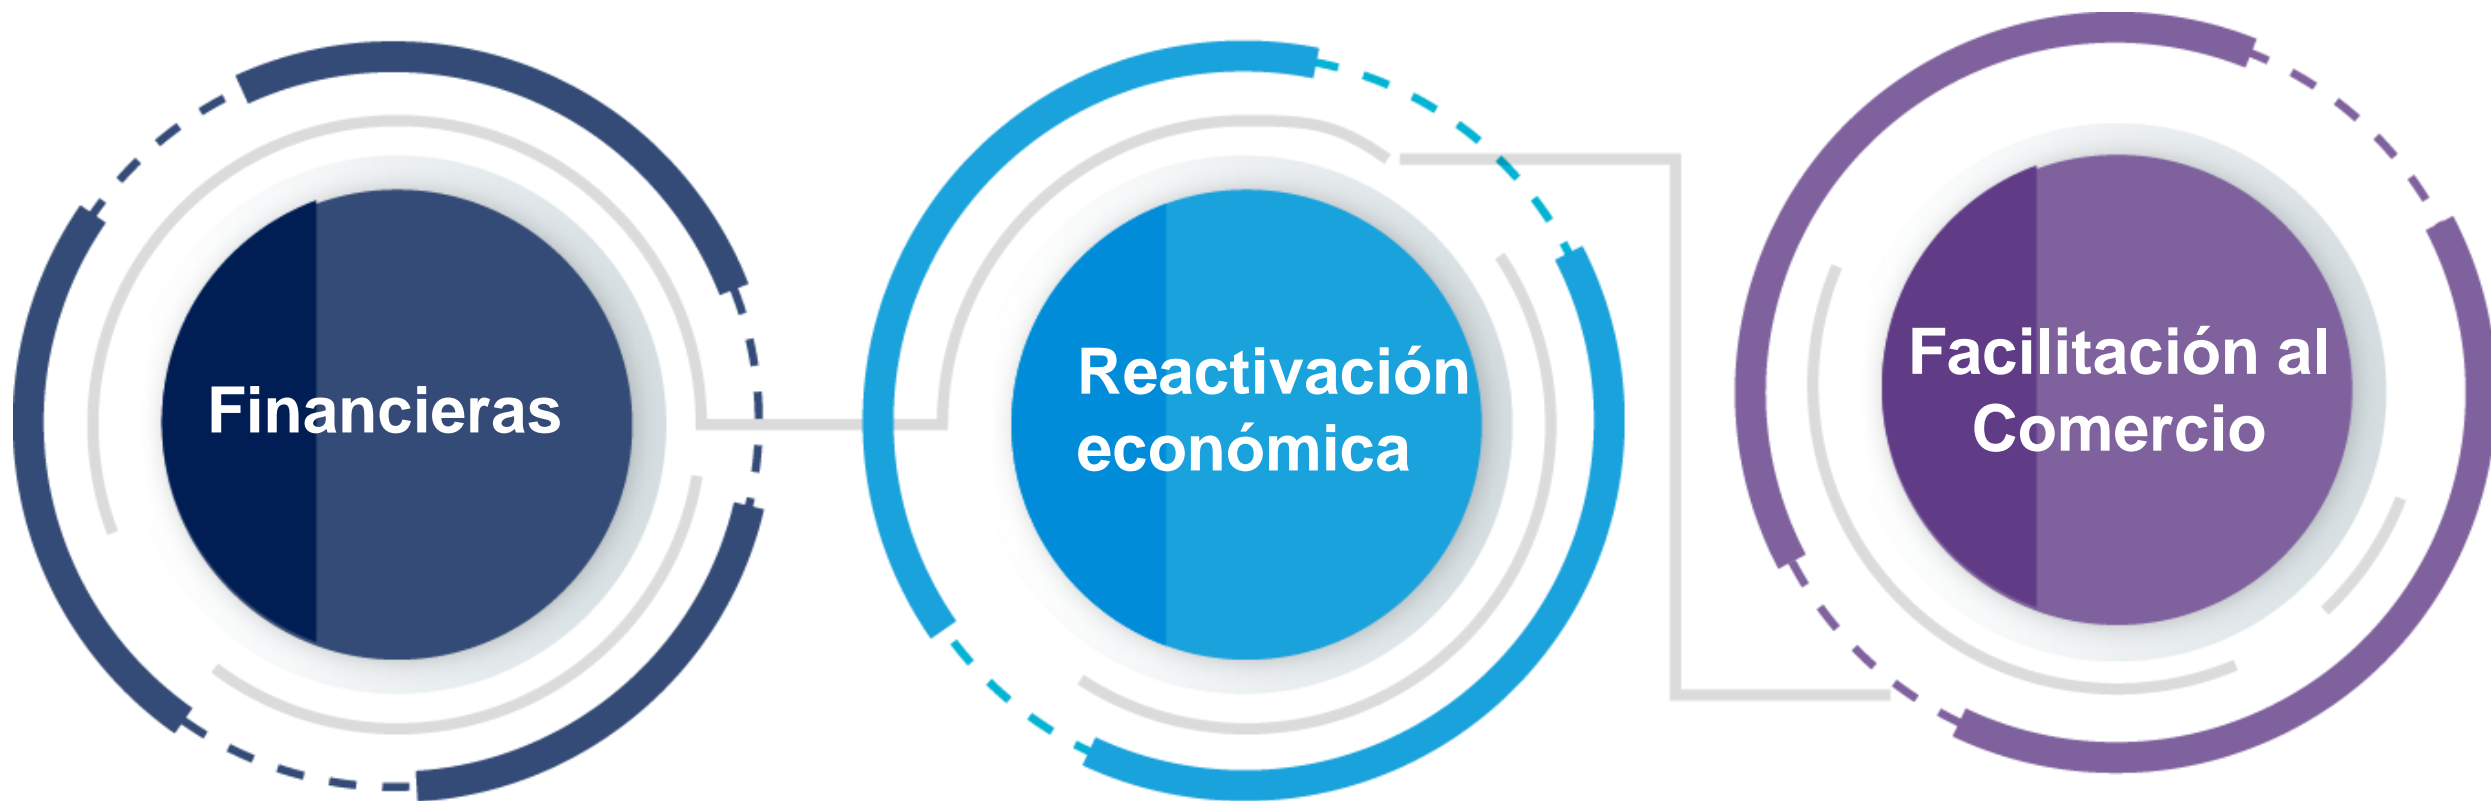 Financieras
Reactivación
económica
Facilitación al
Comercio